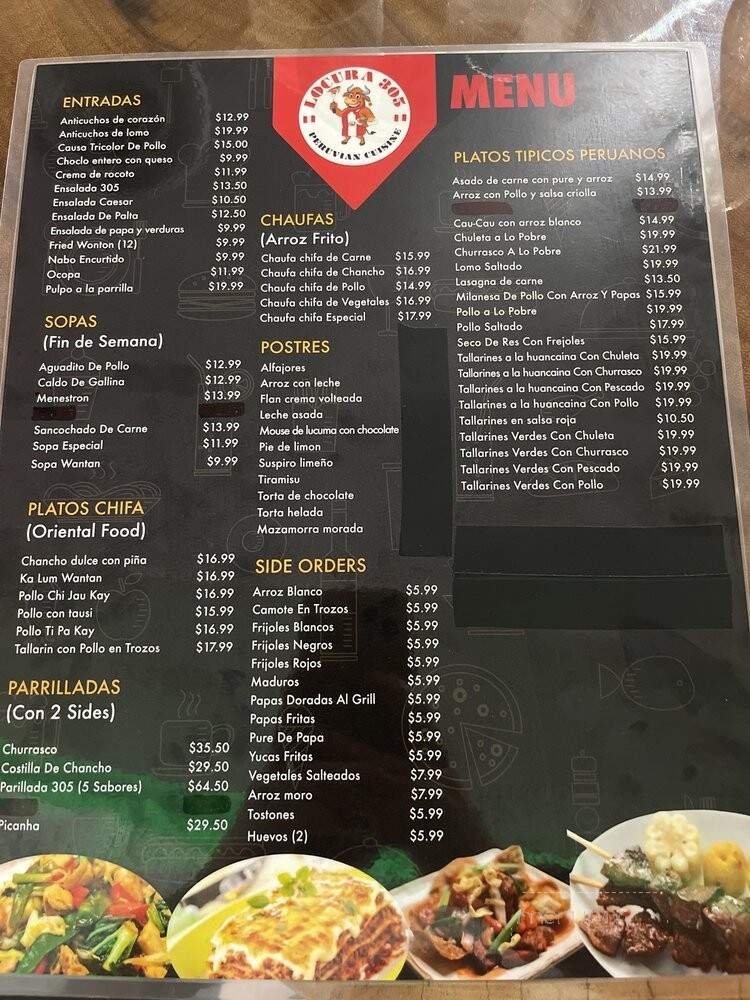 LOCURA 305
PERUVIAN CUISINE
MENU
ENTRADAS
Anticuchos de corazón $12.99
Anticuchos de lomo $19.99
Causa Tricolor De Pollo $15.00
Choclo entero con queso $9.99
Crema de rocoto $11.99
Ensalada 305 $13.50
Ensalada Caesar $10.50
Ensalada De Palta $12.50
Ensalada de papa y verduras $9.99
Fried Wonton (12) $9.99
Nabo Encurtido $9.99
Ocopa $11.99
Pulpo a la parrilla $19.99
SOPAS
(Fin de Semana)
Aguadito De Pollo $12.99
Caldo De Gallina $12.99
Menestron $13.99
Sancochado De Carne $13.99
Sopa Especial $11.99
Sopa Wantan $9.99
PLATOS CHIFA
(Oriental Food)
Chancho dulce con piña $16.99
Ka Lum Wantan $16.99
Pollo Chi Jau Kay $16.99
Pollo con tausi $15.99
Pollo Ti Pa Kay $16.99
Tallarin con Pollo en Trozos $17.99
PARRILLADAS
(Con 2 Sides)
Churrasco $35.50
Costilla De Chancho $29.50
Parillada 305 (5 Sabores) $64.50
Picanha $29.50
CHAUFAS
(Arroz Frito)
Chaufa chifa de Carne $15.99
Chaufa chifa de Chancho $16.99
Chaufa chifa de Pollo $14.99
Chaufa chifa de Vegetales $16.99
Chaufa chifa Especial $17.99
POSTRES
Alfajores
Arroz con leche
Flan crema volteada
Leche asada
Mouse de lucuma con chocolate
Pie de limon
Suspiro limeño
Tiramisu
Torta de chocolate
Torta helada
Mazamorra morada
SIDE ORDERS
Arroz Blanco $5.99
Camote En Trozos $5.99
Frijoles Blancos $5.99
Frijoles Negros $5.99
Frijoles Rojos $5.99
Maduros $5.99
Papas Doradas Al Grill $5.99
Papas Fritas $5.99
Pure De Papa $5.99
Yucas Fritas $5.99
Vegetales Salteados $7.99
Arroz moro $7.99
Tostones $5.99
Huevos (2) $5.99
PLATOS TIPICOS PERUANOS
Asado de carne con pure y arroz $14.99
Arroz con Pollo y salsa criolla $13.99
Cau-Cau con arroz blanco $14.99
Chuleta a Lo Pobre $19.99
Churrasco A Lo Pobre $21.99
Lomo Saltado $19.99
Lasagna de carne $13.50
Milanesa De Pollo Con Arroz Y Papas $15.99
Pollo a Lo Pobre $19.99
Pollo Saltado $17.99
Seco De Res Con Frejoles $15.99
Tallarines a la huancaina Con Chuleta $19.99
Tallarines a la huancaina Con Churrasco $19.99
Tallarines a la huancaina Con Pescado $19.99
Tallarines a la huancaina Con Pollo $19.99
Tallarines en salsa roja $10.50
Tallarines Verdes Con Chuleta $19.99
Tallarines Verdes Con Churrasco $19.99
Tallarines Verdes Con Pescado $19.99
Tallarines Verdes Con Pollo $19.99